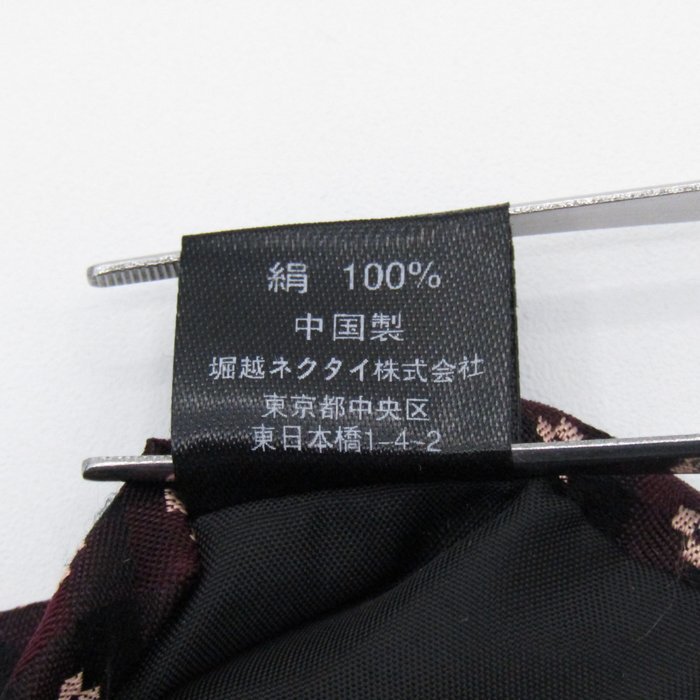 絹 100%
中国製
堀越ネクタイ株式会社
東京都中央区
東日本橋1-4-2